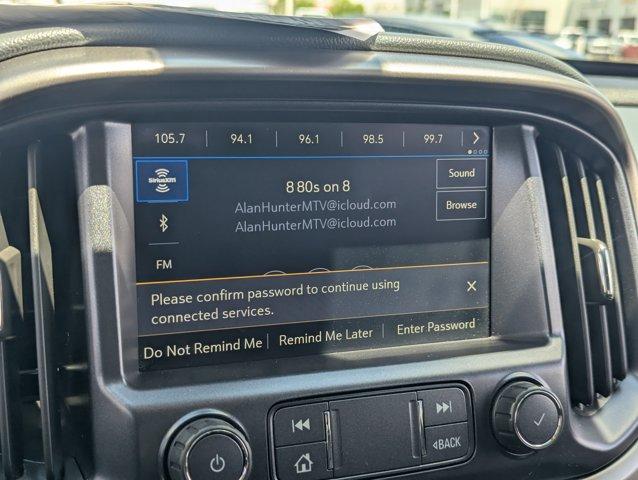 105.7 94.1 96.1 98.5 99.7
SiriusXM
8 80s on 8
Sound
AlanHunterMTV@icloud.com
Browse
AlanHunterMTV@icloud.com
FM
Please confirm password to continue using
connected services.
Do Not Remind Me Remind Me Later Enter Password
BACK